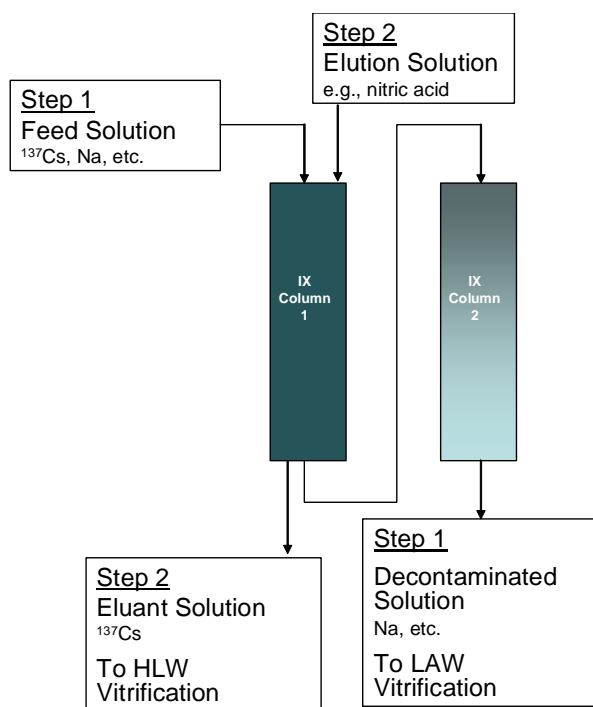 Step 2
Elution Solution
e.g., nitric acid
Step 1
Feed Solution
¹³⁷Cs, Na, etc.
IX
Column
1
IX
Column
2
Step 2
Eluant Solution
¹³⁷Cs
To HLW
Vitrification
Step 1
Decontaminated
Solution
Na, etc.
To LAW
Vitrification